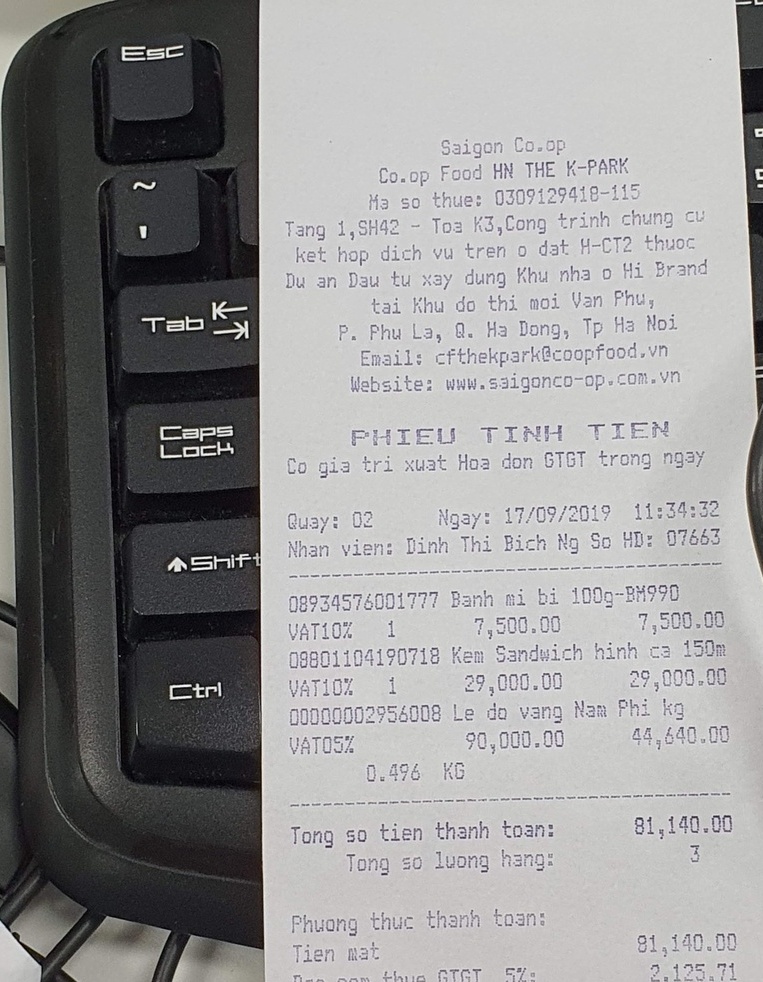 Esc
~
'
Tab
Caps
Lock
Shift
Ctrl
Saigon Co.op
Co.op Food HN THE K-PARK
Ma so thue: 0309129418-115
Tang 1,SH42 - Toa K3,Cong trinh chung cu
ket hop dich vu tren o dat H-CT2 thuoc
Du an Dau tu xay dung Khu nha o Hi Brand
tai Khu do thi moi Van Phu,
P. Phu La, Q. Ha Dong, Tp Ha Noi
Email: cfthekpark@coopfood.vn
Website: www.saigonco-op.com.vn
PHIEU TINH TIEN
Co gia tri xuat Hoa don GTGT trong ngay
Quay: 02 Ngay: 17/09/2019 11:34:32
Nhan vien: Dinh Thi Bich Ng So HD: 07663
08934576001777 Banh mi bi 100g-BM990
VAT10% 1 7,500.00 7,500.00
08801104190718 Kem Sandwich hinh ca 150m
VAT10% 1 29,000.00 29,000.00
00000002956008 Le do vang Nam Phi kg
VAT05% 90,000.00 44,640.00
0.496 KG
Tong so tien thanh toan: 81,140.00
Tong so luong hang: 3
Phuong thuc thanh toan:
Tien mat 81,140.00
thue GTGT 5%: 2,125.71